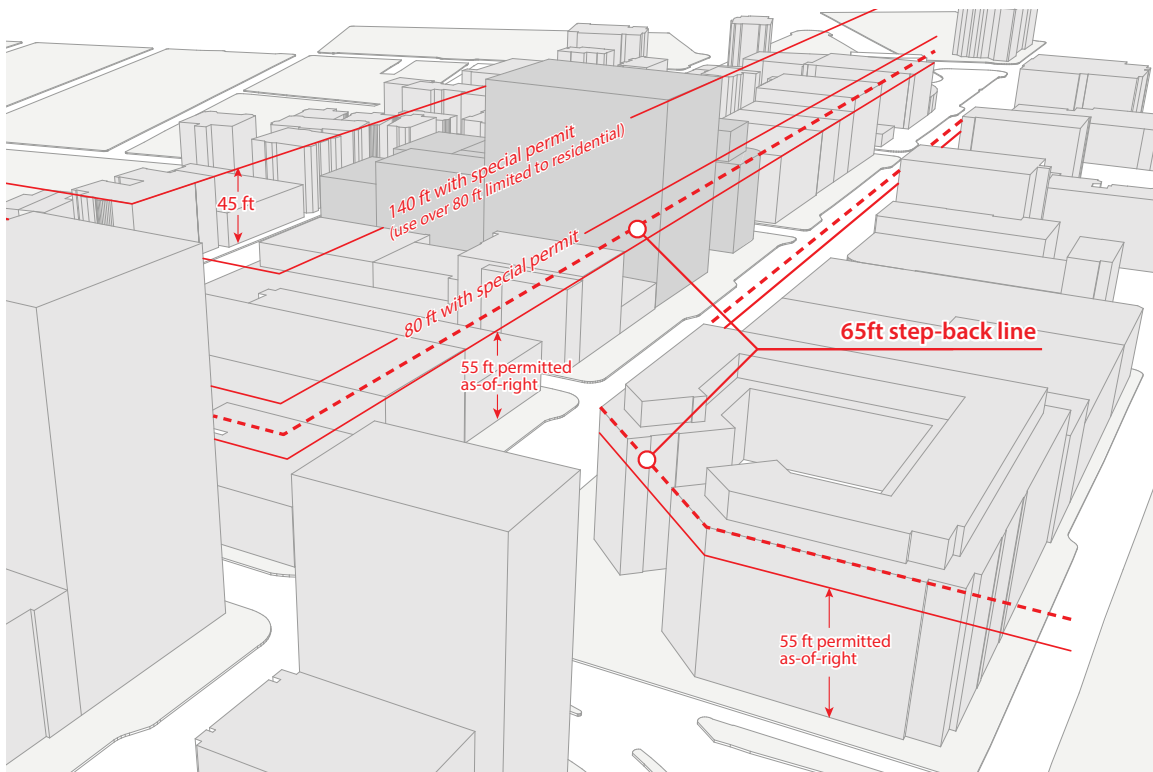 140 ft with special permit
(use over 80 ft limited to residential)
45 ft
80 ft with special permit
65ft step-back line
55 ft permitted
as-of-right
55 ft permitted
as-of-right